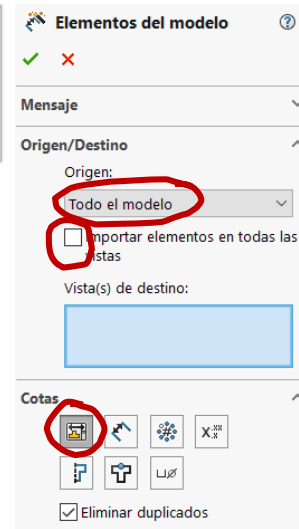 Elementos del modelo
Mensaje
Origen/Destino
Origen:
Todo el modelo
Importar elementos en todas las
vistas
Vista(s) de destino:
Cotas
Eliminar duplicados